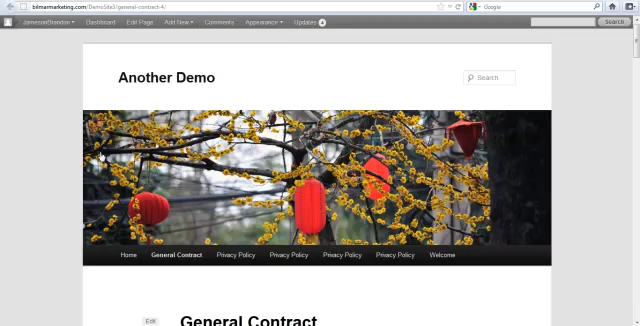 bilmarmarketing.com/DemoSite3/general-contract-4/
Google
JamesonBrandon Dashboard Edit Page Add New Comments Appearance Updates 4 Search
Another Demo
Search
Home General Contract Privacy Policy Privacy Policy Privacy Policy Privacy Policy Welcome
Edit
General Contract